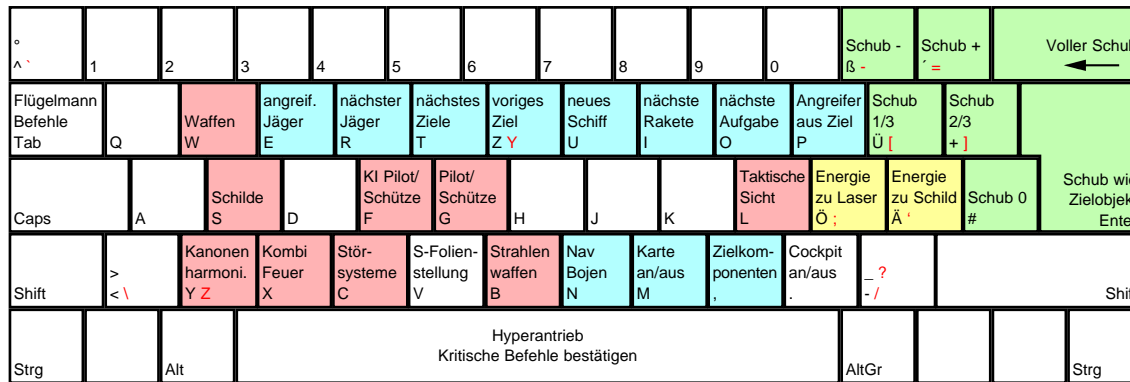 °
^ `
1
2
3
4
5
6
7
8
9
0
Schub -
ß -
Schub +
´ =
Voller Schub
Flügelmann
Befehle
Tab
Q
Waffen
W
angreif.
Jäger
E
nächster
Jäger
R
nächstes
Ziele
T
voriges
Ziel
Z Y
neues
Schiff
U
nächste
Rakete
I
nächste
Aufgabe
O
Angreifer
aus Ziel
P
Schub
1/3
Ü [
Schub
2/3
+ ]
Caps
A
Schilde
S
D
KI Pilot/
Schütze
F
Pilot/
Schütze
G
H
J
K
Taktische
Sicht
L
Energie
zu Laser
Ö ;
Energie
zu Schild
Ä '
Schub 0
#
Schub wie
Zielobjek
Ente
Shift
>
< \
Kanonen
harmoni.
Y Z
Kombi
Feuer
X
Stör-
systeme
C
S-Folien-
stellung
V
Strahlen
waffen
B
Nav
Bojen
N
Karte
an/aus
M
Zielkom-
ponenten
,
Cockpit
an/aus
.
_ ?
- /
Shif
Strg
Alt
Hyperantrieb
Kritische Befehle bestätigen
AltGr
Strg